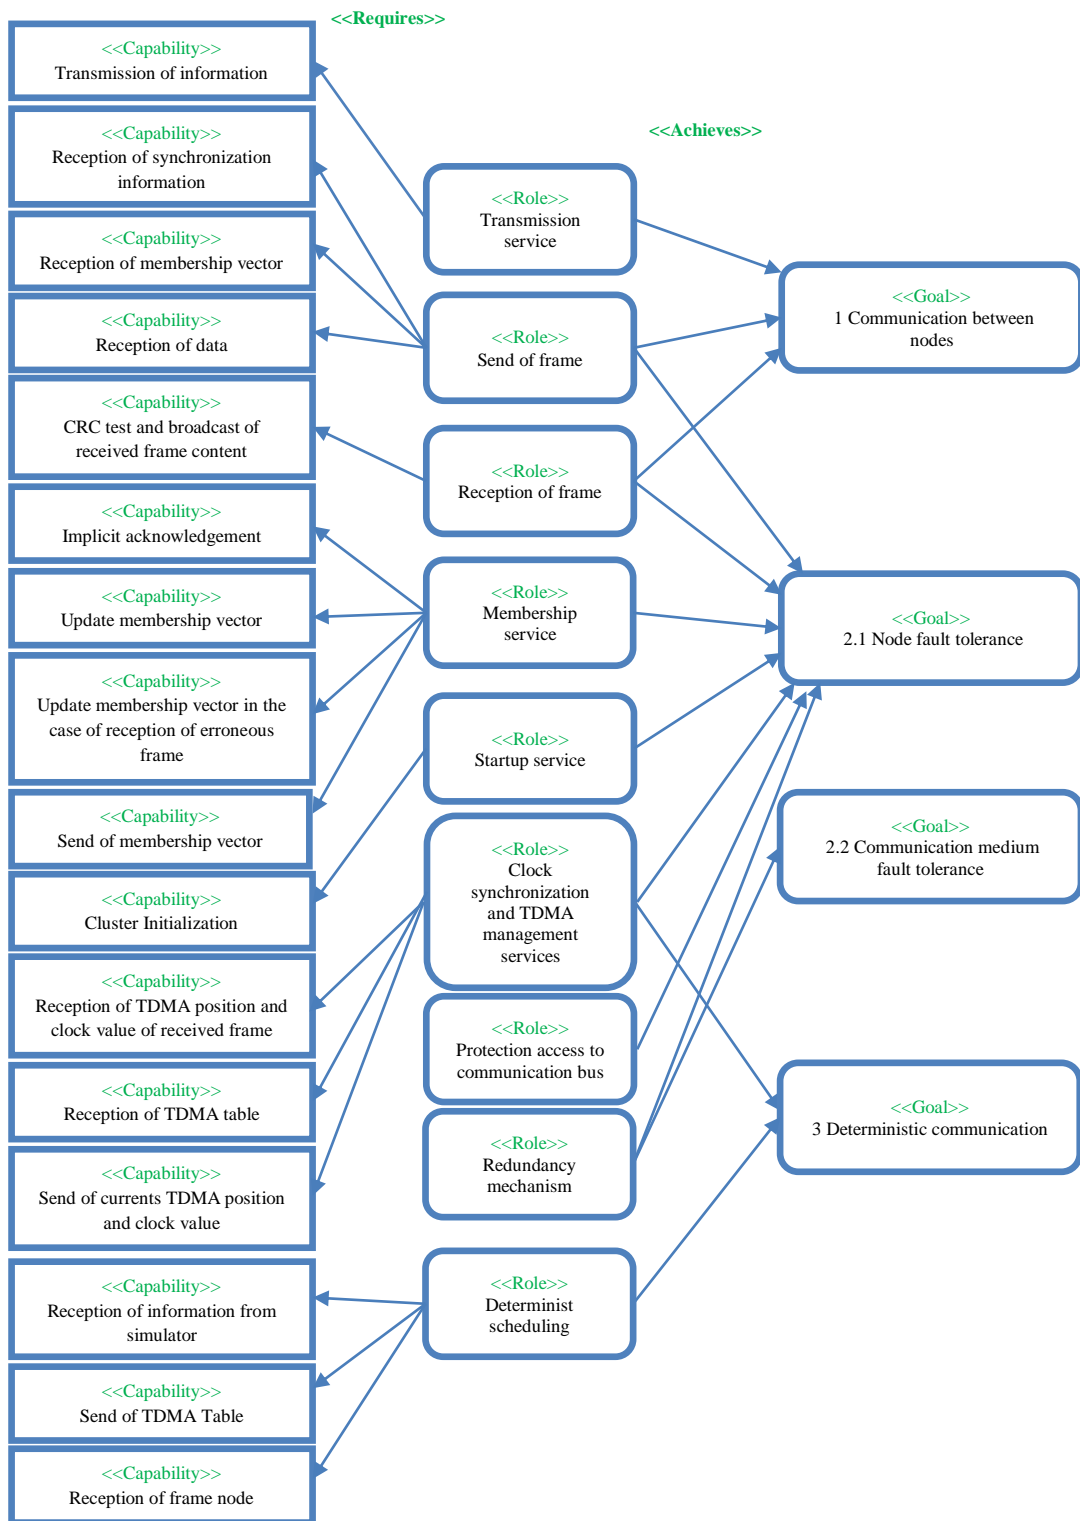 <<Requires>>
<<Capability>>
Transmission of information
<<Capability>>
Reception of synchronization
information
<<Capability>>
Reception of membership vector
<<Capability>>
Reception of data
<<Capability>>
CRC test and broadcast of
received frame content
<<Capability>>
Implicit acknowledgement
<<Capability>>
Update membership vector
<<Capability>>
Update membership vector in the
case of reception of erroneous
frame
<<Capability>>
Send of membership vector
<<Capability>>
Cluster Initialization
<<Capability>>
Reception of TDMA position and
clock value of received frame
<<Capability>>
Reception of TDMA table
<<Capability>>
Send of currents TDMA position
and clock value
<<Capability>>
Reception of information from
simulator
<<Capability>>
Send of TDMA Table
<<Capability>>
Reception of frame node
<<Achieves>>
<<Role>>
Transmission
service
<<Role>>
Send of frame
<<Role>>
Reception of frame
<<Role>>
Membership
service
<<Role>>
Startup service
<<Role>>
Clock
synchronization
and TDMA
management
services
<<Role>>
Protection access to
communication bus
<<Role>>
Redundancy
mechanism
<<Role>>
Determinist
scheduling
<<Goal>>
1 Communication between
nodes
<<Goal>>
2.1 Node fault tolerance
<<Goal>>
2.2 Communication medium
fault tolerance
<<Goal>>
3 Deterministic communication